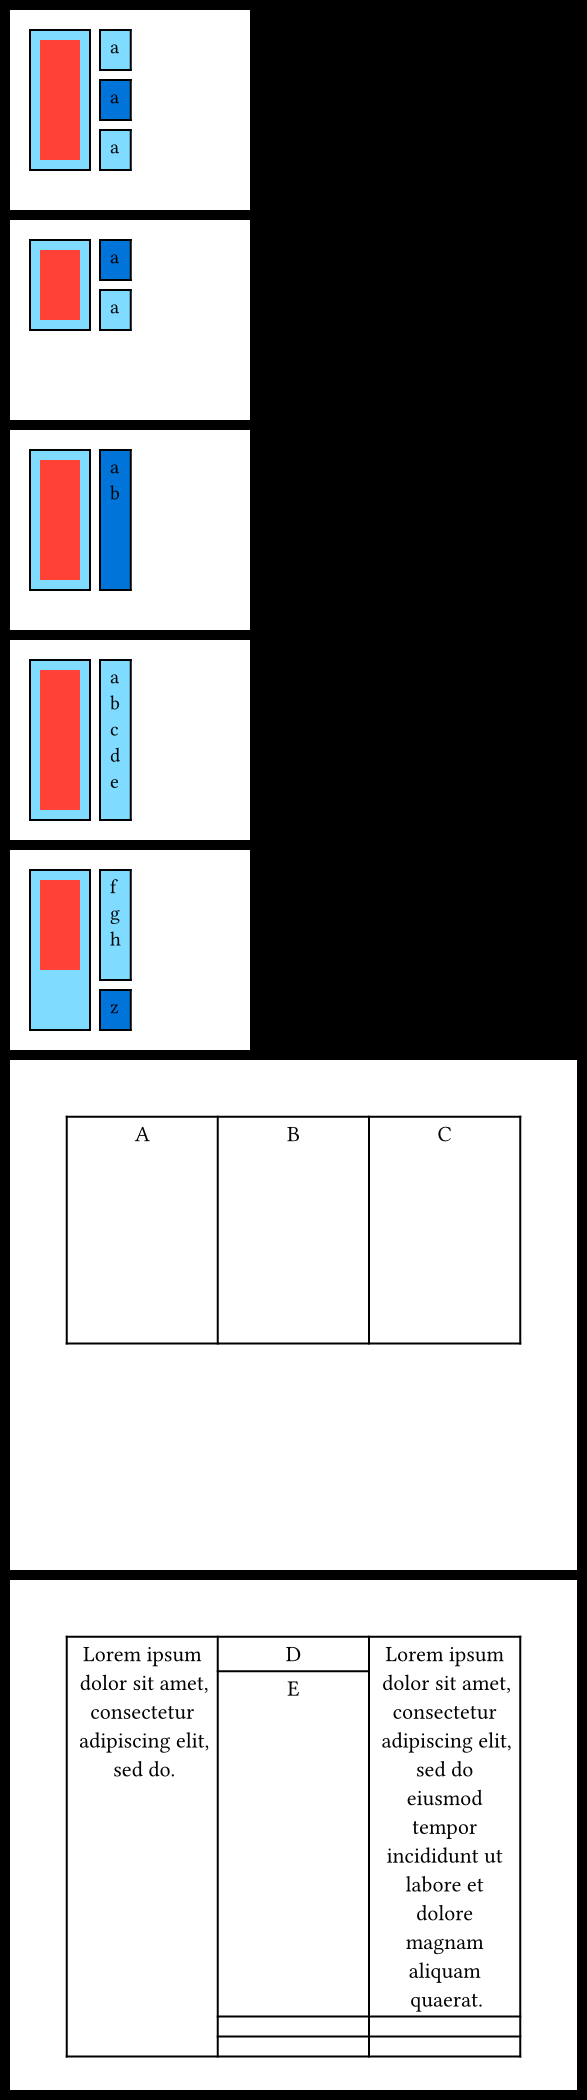 a
a
a
a
a
a
b
a
b
c
d
e
f
g
h
z
A B C
Lorem ipsum
dolor sit amet,
consectetur
adipiscing elit,
sed do.
D
E
Lorem ipsum
dolor sit amet,
consectetur
adipiscing elit,
sed do
eiusmod
tempor
incididunt ut
labore et
dolore
magnam
aliquam
quaerat.